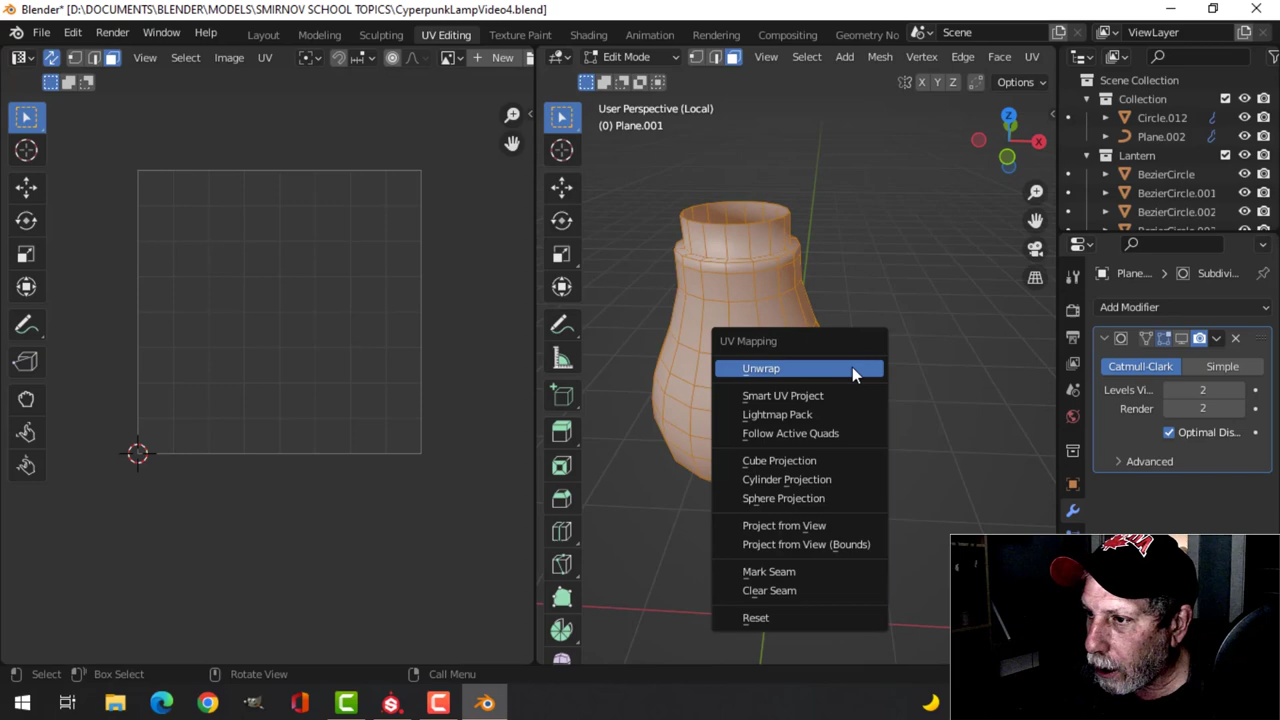 Blender* [D:\DOCUMENTS\BLENDER\MODELS\SMIRNOV SCHOOL TOPICS\CyperpunkLampVideo4.blend]
File Edit Render Window Help Layout Modeling Sculpting UV Editing Texture Paint Shading Animation Rendering Compositing Geometry No Scene ViewLayer
View Select Image UV New Edit Mode View Select Add Mesh Vertex Edge Face UV
X Y Z Options
Scene Collection
Collection
Circle.012
Plane.002
Lantern
BezierCircle
BezierCircle.001
BezierCircle.002
User Perspective (Local)
(0) Plane.001
Z
X
Plane... Subdivi...
Add Modifier
Catmull-Clark Simple
Levels Vi... 2
Render 2
Optimal Dis...
Advanced
UV Mapping
Unwrap
Smart UV Project
Lightmap Pack
Follow Active Quads
Cube Projection
Cylinder Projection
Sphere Projection
Project from View
Project from View (Bounds)
Mark Seam
Clear Seam
Reset
Select Box Select Rotate View Call Menu